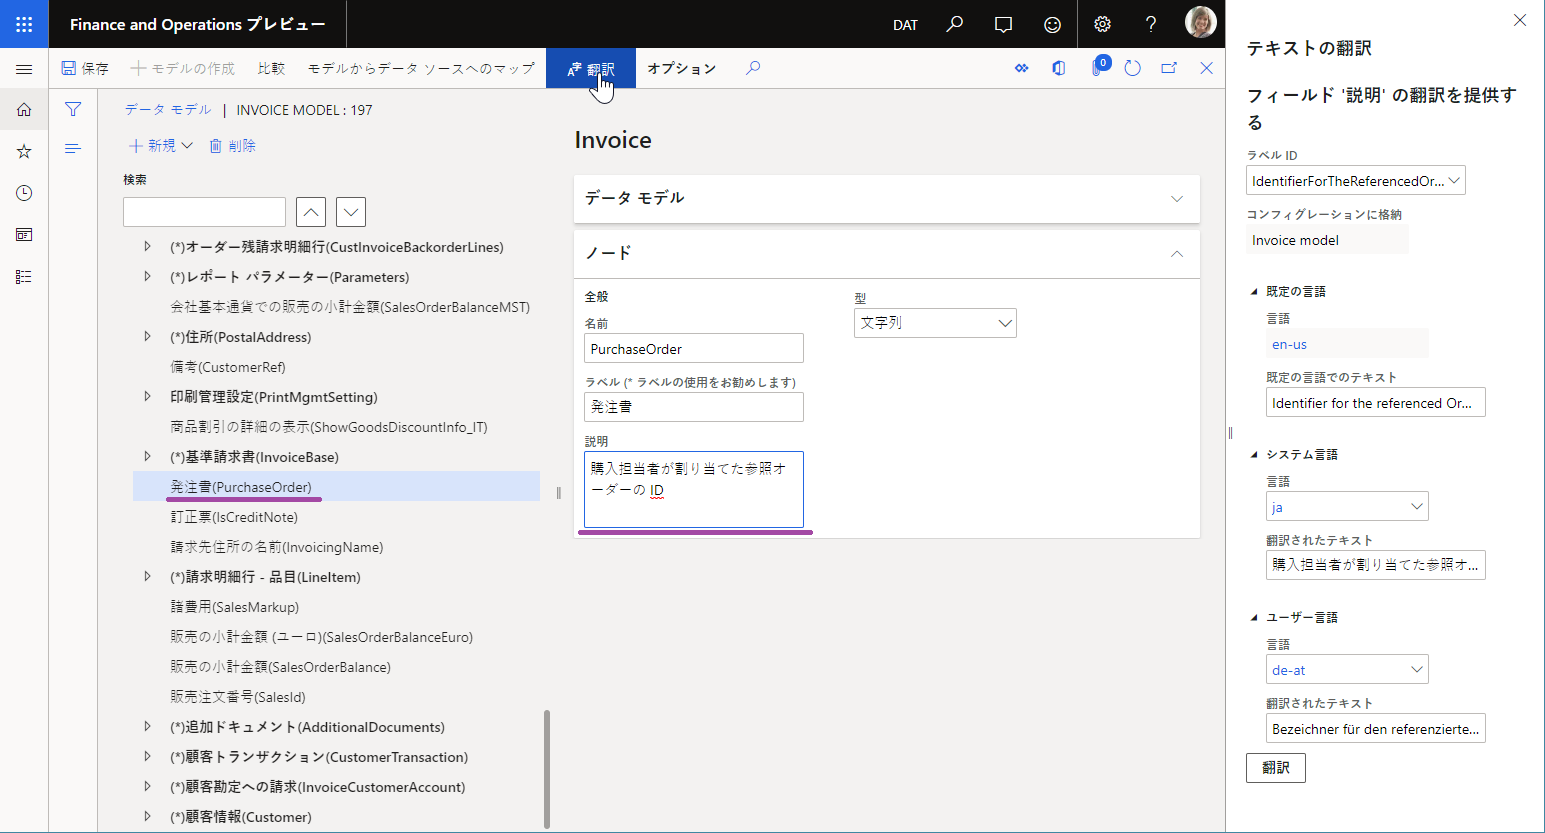 Finance and Operations プレビュー
DAT
保存
モデルの作成
比較
モデルからデータ ソースへのマップ
翻訳
オプション
0
データ モデル | INVOICE MODEL : 197
新規
削除
検索
(*)オーダー残請求明細行(CustInvoiceBackorderLines)
(*)レポート パラメーター(Parameters)
会社基本通貨での販売の小計金額(SalesOrderBalanceMST)
(*)住所(PostalAddress)
備考(CustomerRef)
印刷管理設定(PrintMgmtSetting)
商品割引の詳細の表示(ShowGoodsDiscountInfo_IT)
(*)基準請求書(InvoiceBase)
発注書(PurchaseOrder)
訂正票(IsCreditNote)
請求先住所の名前(InvoicingName)
(*)請求明細行 - 品目(LineItem)
諸費用(SalesMarkup)
販売の小計金額 (ユーロ)(SalesOrderBalanceEuro)
販売の小計金額(SalesOrderBalance)
販売注文番号(SalesId)
(*)追加ドキュメント(AdditionalDocuments)
(*)顧客トランザクション(CustomerTransaction)
(*)顧客勘定への請求(InvoiceCustomerAccount)
(*)顧客情報(Customer)
Invoice
データ モデル
ノード
全般
名前
PurchaseOrder
ラベル (* ラベルの使用をお勧めします)
発注書
説明
購入担当者が割り当てた参照オ
ーダーの ID
型
文字列
テキストの翻訳
フィールド '説明' の翻訳を提供す
る
ラベル ID
IdentifierForTheReferencedOr...
コンフィグレーションに格納
Invoice model
既定の言語
言語
en-us
既定の言語でのテキスト
Identifier for the referenced Or...
システム言語
言語
ja
翻訳されたテキスト
購入担当者が割り当てた参照オ...
ユーザー言語
言語
de-at
翻訳されたテキスト
Bezeichner für den referenzierte...
翻訳